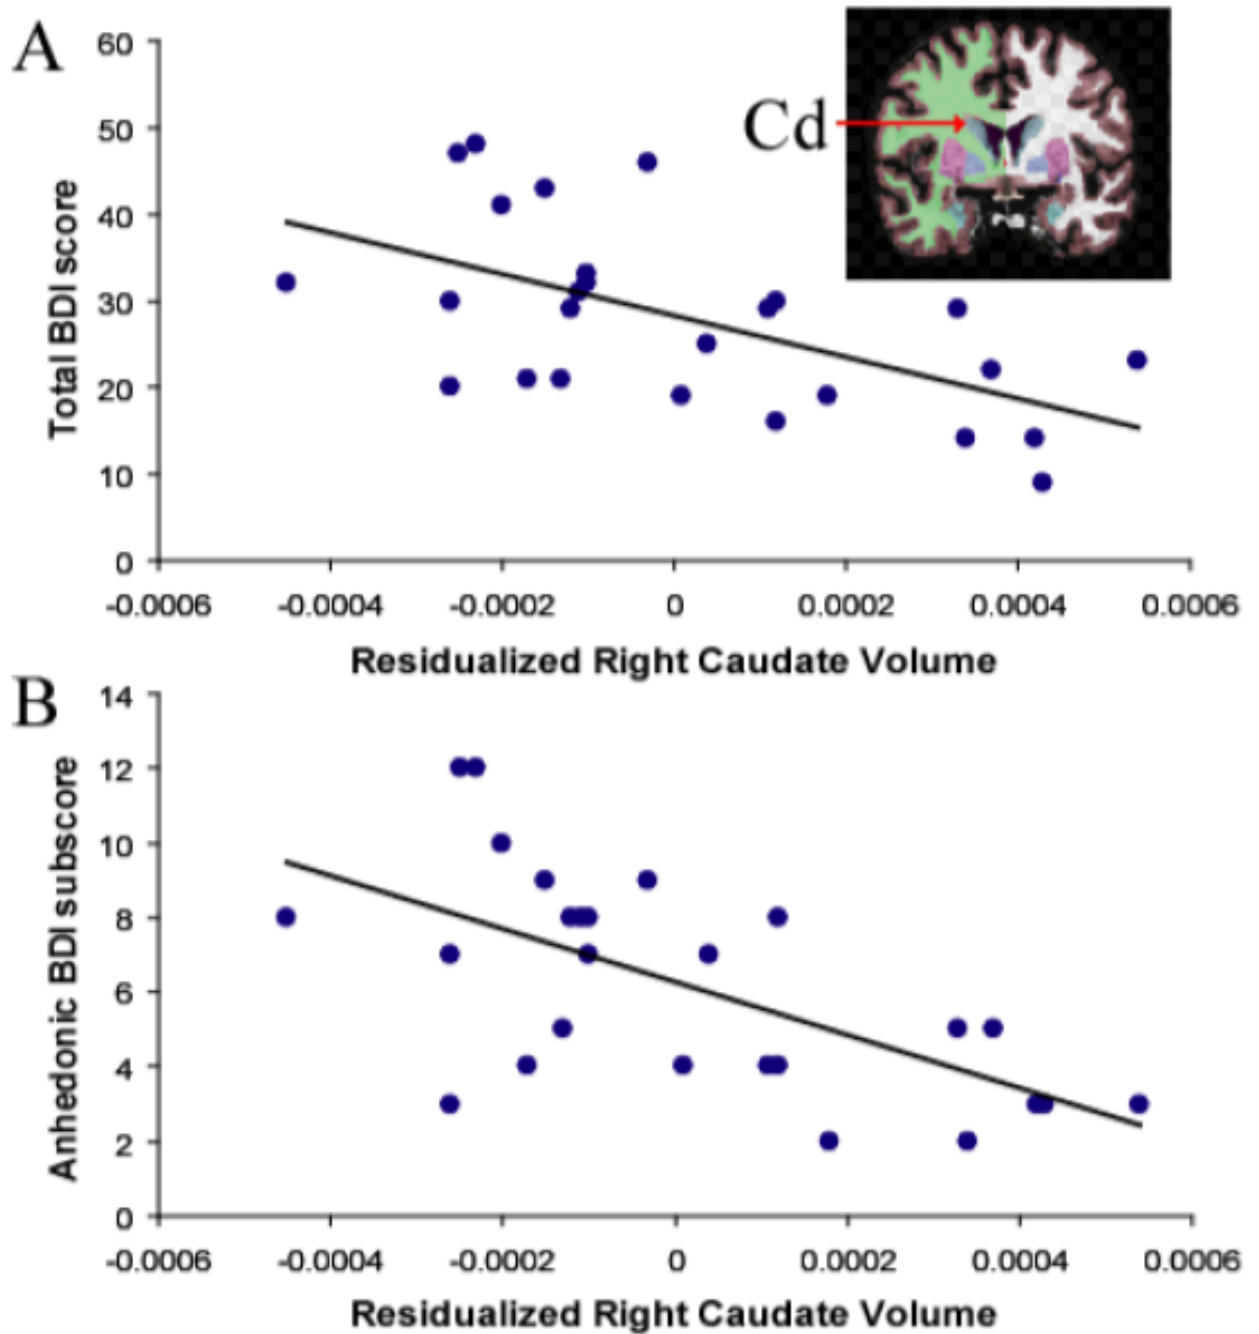 A
60
50
40
30
20
10
0
Total BDI score
Cd
-0.0006 -0.0004 -0.0002 0 0.0002 0.0004 0.0006
Residualized Right Caudate Volume
B
14
12
10
8
6
4
2
0
Anhedonic BDI subscore
-0.0006 -0.0004 -0.0002 0 0.0002 0.0004 0.0006
Residualized Right Caudate Volume